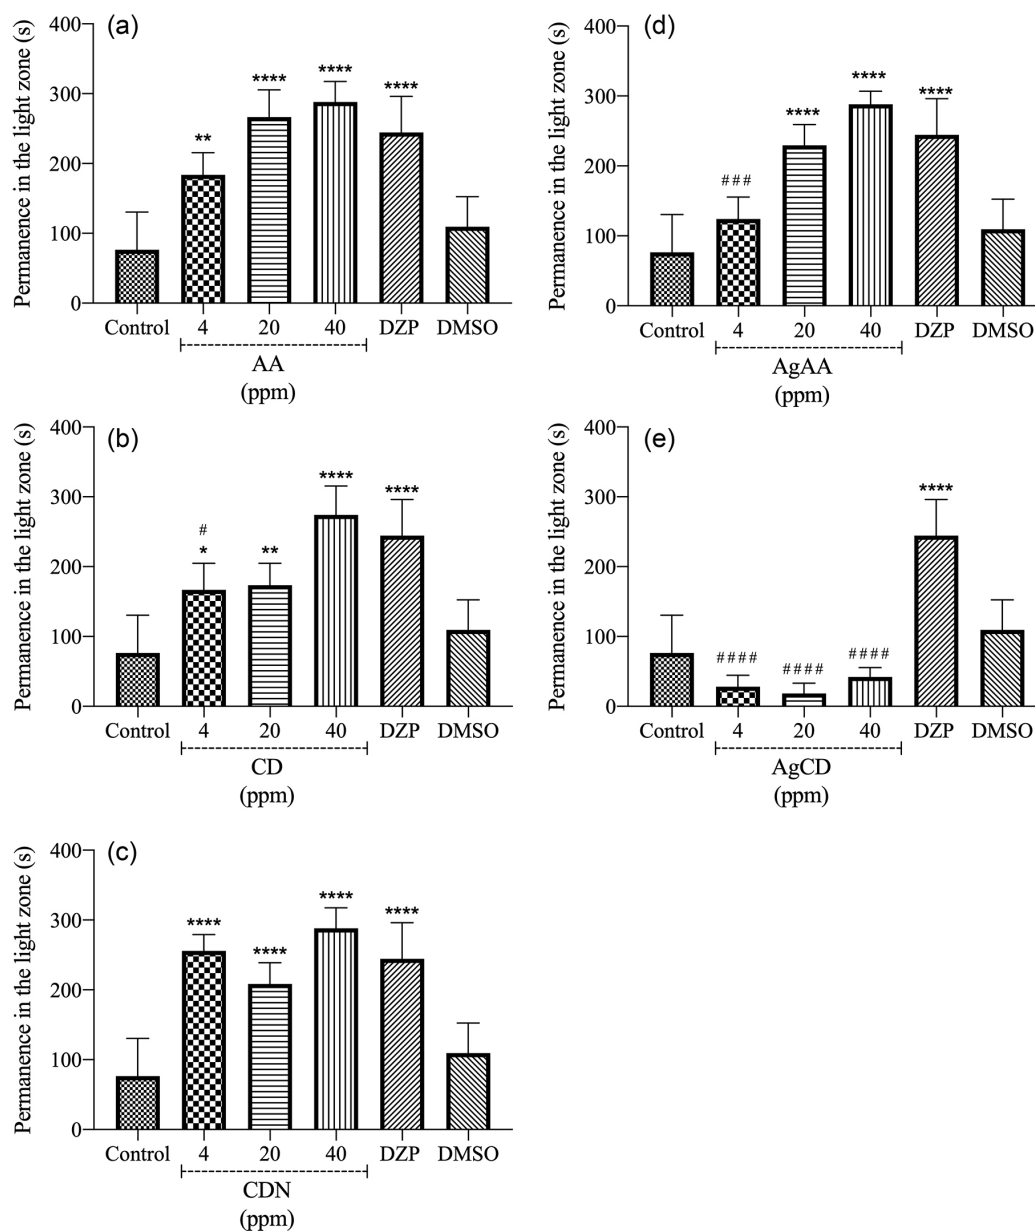 (a)
Permanence in the light zone (s)
400
300
200
100
0
**
****
****
****
Control 4 20 40 DZP DMSO
AA
(ppm)
(d)
Permanence in the light zone (s)
400
300
200
100
0
###
****
****
****
Control 4 20 40 DZP DMSO
AgAA
(ppm)
(b)
Permanence in the light zone (s)
400
300
200
100
0
#
*
**
****
****
Control 4 20 40 DZP DMSO
CD
(ppm)
(e)
Permanence in the light zone (s)
400
300
200
100
0
####
####
####
****
Control 4 20 40 DZP DMSO
AgCD
(ppm)
(c)
Permanence in the light zone (s)
400
300
200
100
0
****
****
****
****
Control 4 20 40 DZP DMSO
CDN
(ppm)